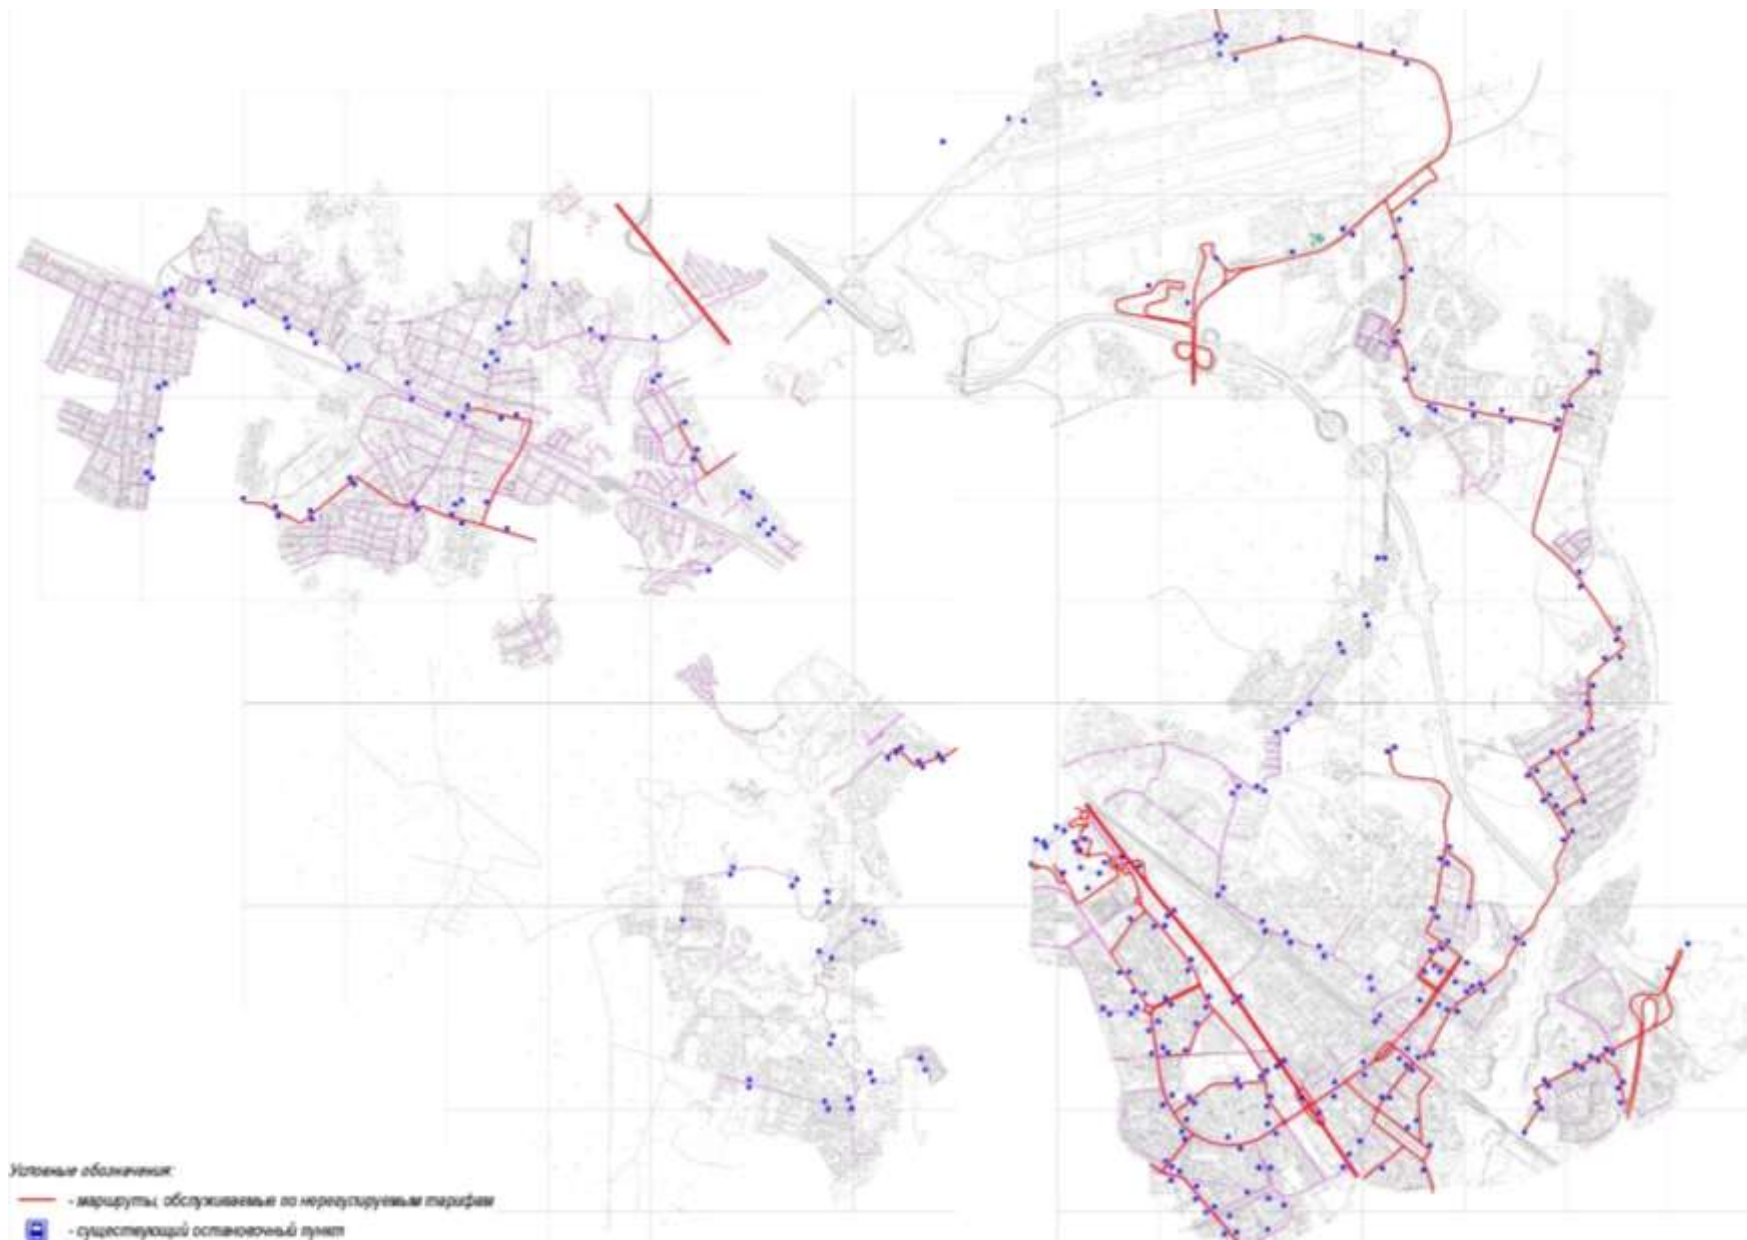 Условные обозначения:
- маршруты, обслуживаемые по нерегулируемым тарифам
- существующий остановочный пункт